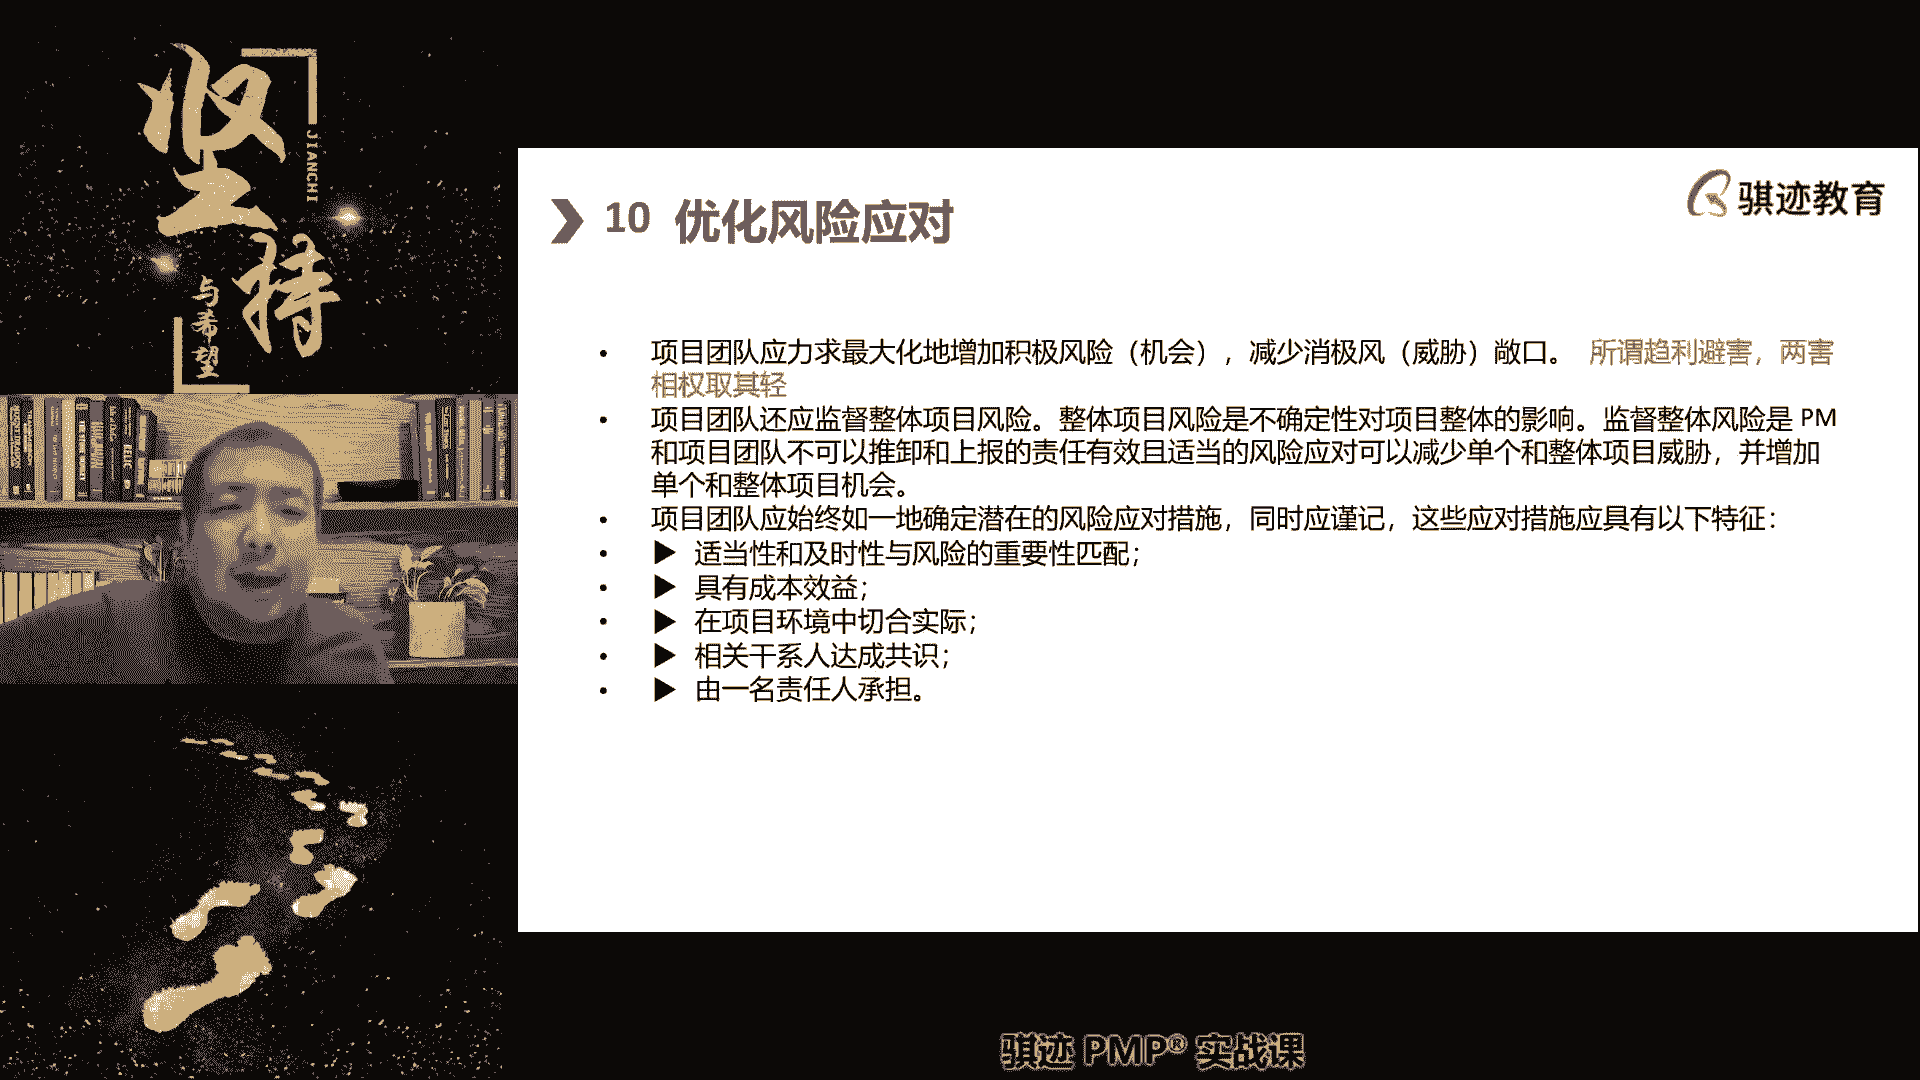 坚持
JIANCHI
与希望
骐迹教育
10 优化风险应对
• 项目团队应力求最大化地增加积极风险（机会），减少消极风（威胁）敞口。 所谓趋利避害，两害
相权取其轻
• 项目团队还应监督整体项目风险。整体项目风险是不确定性对项目整体的影响。监督整体风险是 PM
和项目团队不可以推卸和上报的责任有效且适当的风险应对可以减少单个和整体项目威胁，并增加
单个和整体项目机会。
• 项目团队应始终如一地确定潜在的风险应对措施，同时应谨记，这些应对措施应具有以下特征：
• ▶ 适当性和及时性与风险的重要性匹配；
• ▶ 具有成本效益；
• ▶ 在项目环境中切合实际；
• ▶ 相关干系人达成共识；
• ▶ 由一名责任人承担。
骐迹 PMP® 实战课